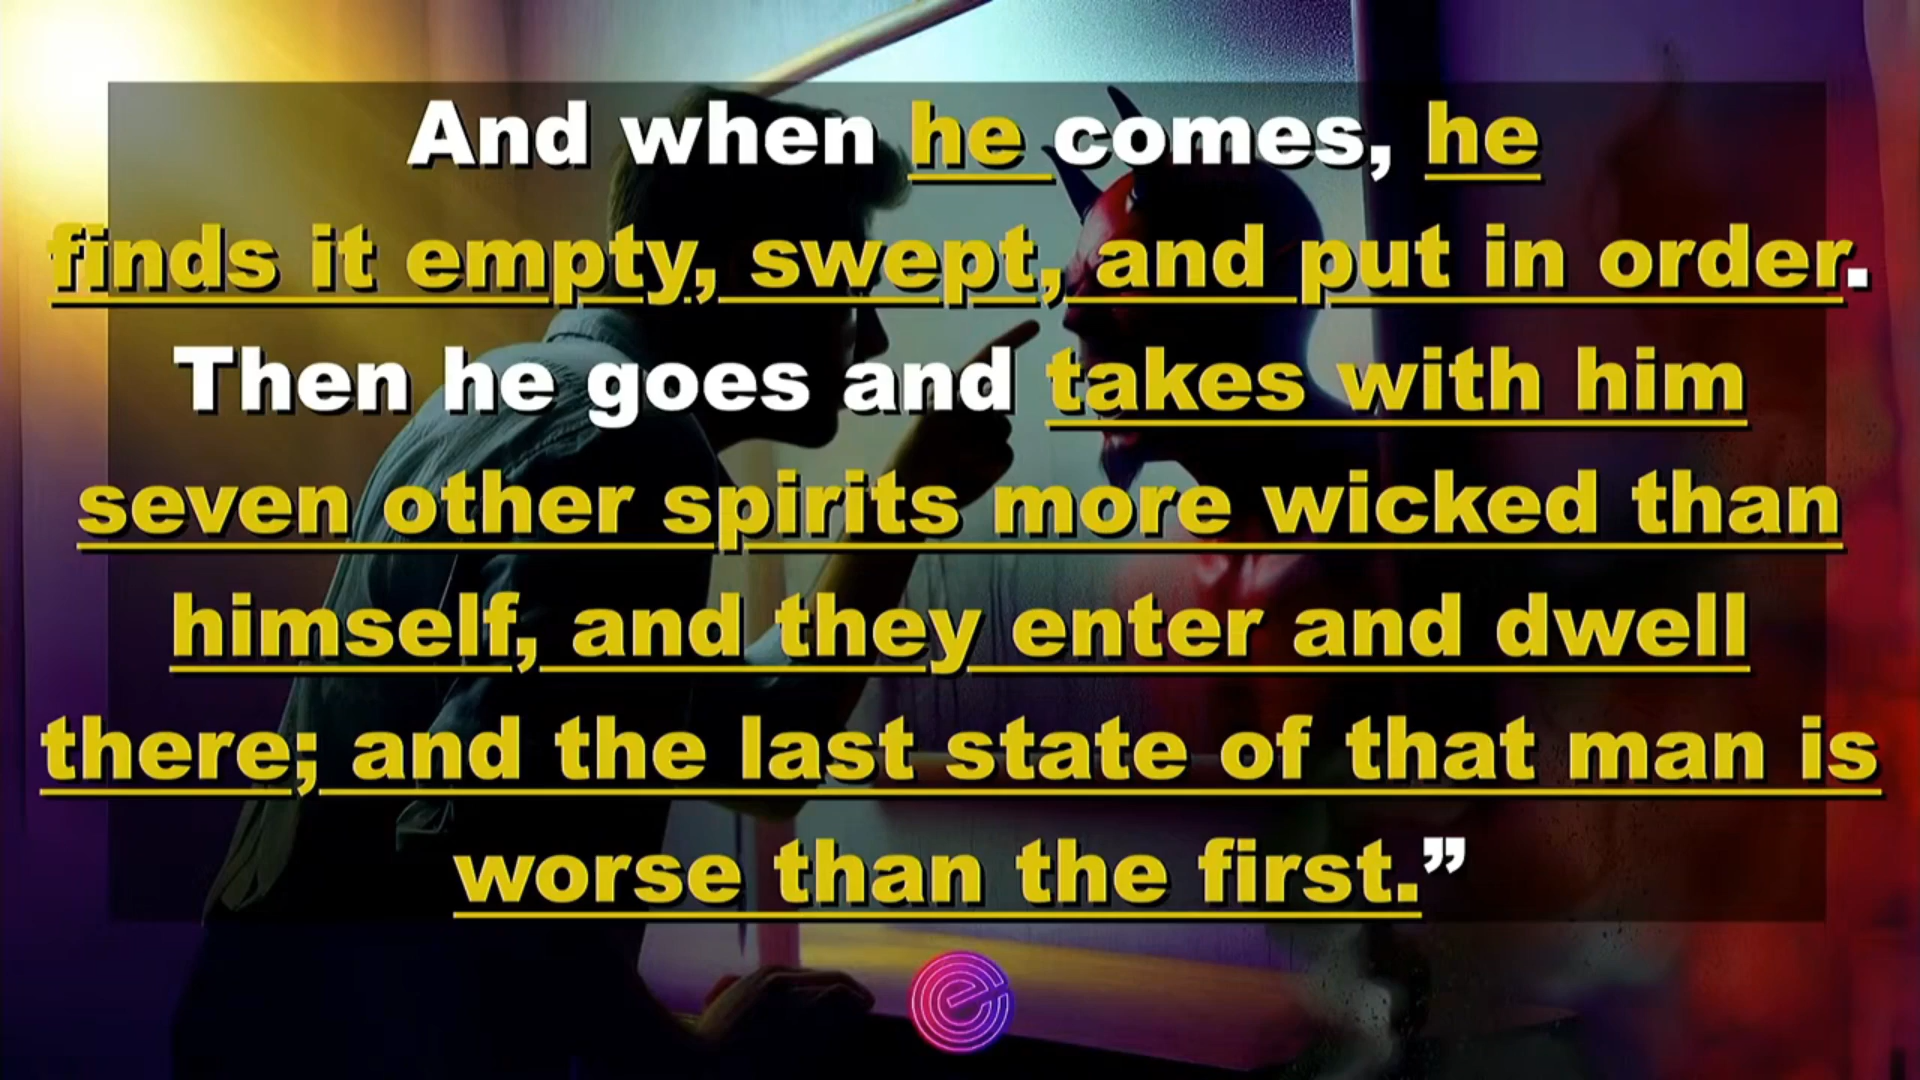 And when he comes, he
finds it empty, swept, and put in order.
Then he goes and takes with him
seven other spirits more wicked than
himself, and they enter and dwell
there; and the last state of that man is
worse than the first.”
e